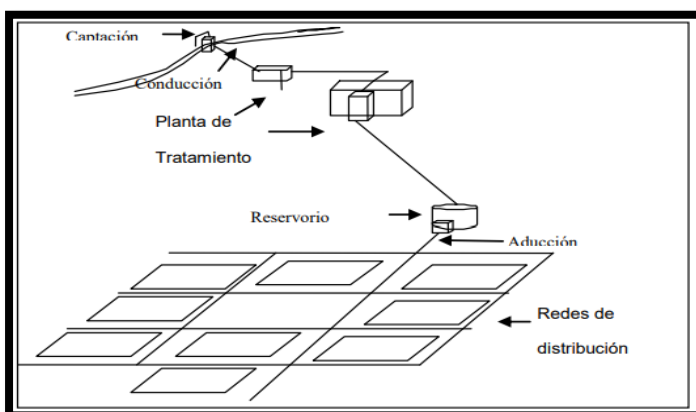 Captación
Conducción
Planta de
Tratamiento
Reservorio
Aducción
Redes de
distribución